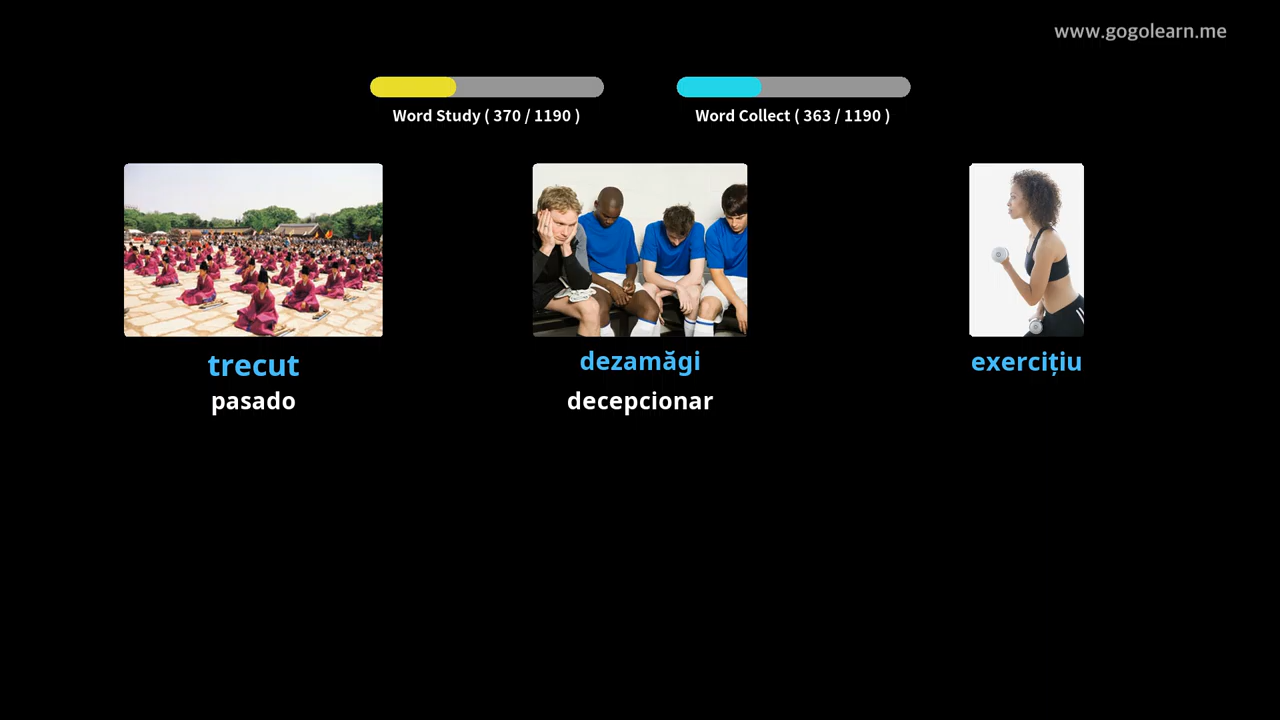 www.gogolearn.me
Word Study ( 370 / 1190 )
Word Collect ( 363 / 1190 )
trecut
pasado
dezamăgi
decepcionar
exercițiu